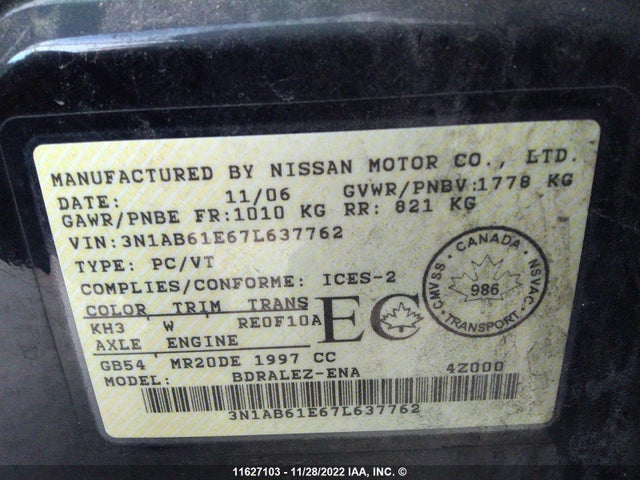 MANUFACTURED BY NISSAN MOTOR CO., LTD.
DATE: 11/06 GVWR/PNBV:1778 KG
GAWR/PNBE FR:1010 KG RR: 821 KG
VIN:3N1AB61E67L637762
TYPE: PC/VT
COMPLIES/CONFORME: ICES-2
COLOR TRIM TRANS
KH3 W RE0F10A
AXLE ENGINE
GB54 MR20DE 1997 CC
MODEL: BDRALEZ-ENA 4Z000
3N1AB61E67L637762
EC
CANADA
CMVSS
NSVAC
986
TRANSPORT
11627103 - 11/28/2022 IAA, INC. ©